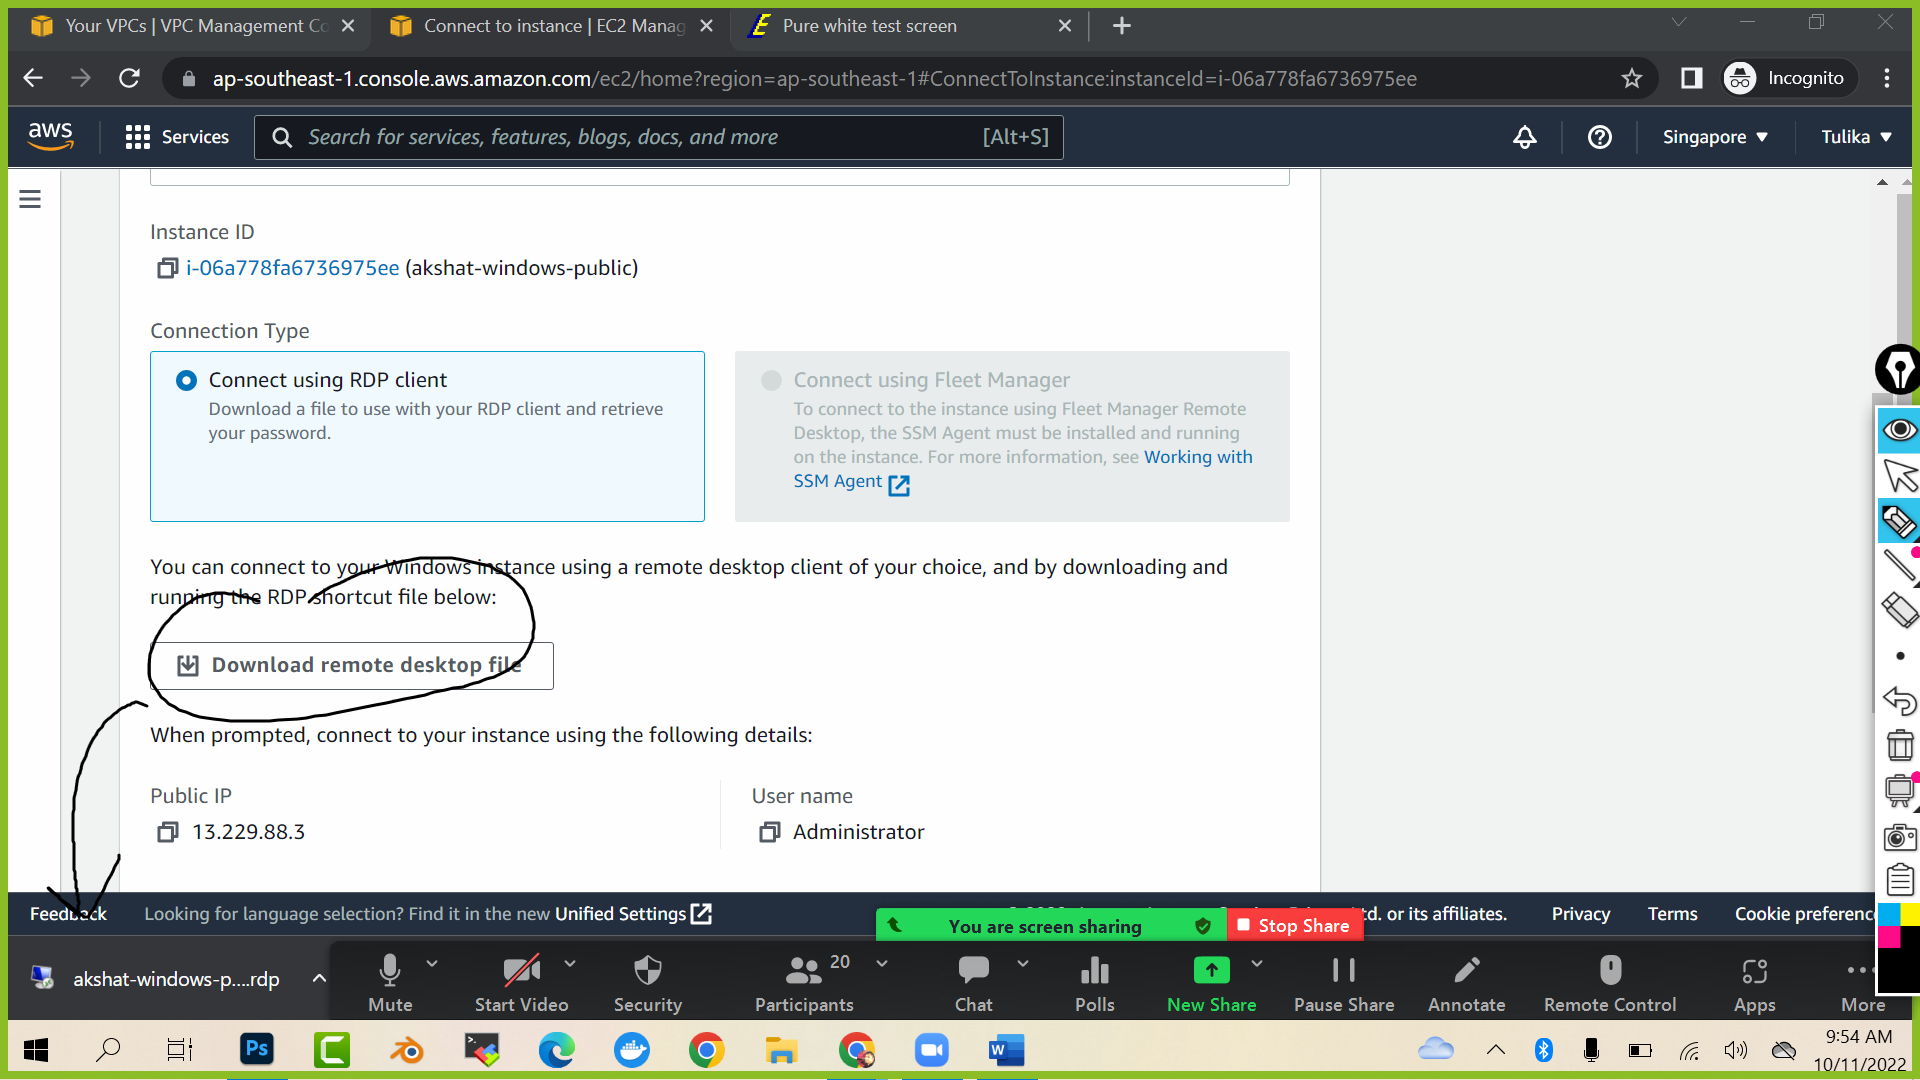 Your VPCs | VPC Management Co
Connect to instance | EC2 Manag
Pure white test screen
ap-southeast-1.console.aws.amazon.com/ec2/home?region=ap-southeast-1#ConnectToInstance:instanceId=i-06a778fa6736975ee
Incognito
aws
Services
Search for services, features, blogs, docs, and more
[Alt+S]
Singapore
Tulika
Instance ID
i-06a778fa6736975ee (akshat-windows-public)
Connection Type
Connect using RDP client
Download a file to use with your RDP client and retrieve
your password.
Connect using Fleet Manager
To connect to the instance using Fleet Manager Remote
Desktop, the SSM Agent must be installed and running
on the instance. For more information, see Working with
SSM Agent
You can connect to your Windows instance using a remote desktop client of your choice, and by downloading and
running the RDP shortcut file below:
Download remote desktop file
When prompted, connect to your instance using the following details:
Public IP
13.229.88.3
User name
Administrator
Feedback
Looking for language selection? Find it in the new Unified Settings
td. or its affiliates.
Privacy
Terms
Cookie preference
You are screen sharing
Stop Share
akshat-windows-p....rdp
Mute
Start Video
Security
Participants
20
Chat
Polls
New Share
Pause Share
Annotate
Remote Control
Apps
More
Ps
W
9:54 AM
10/11/2022